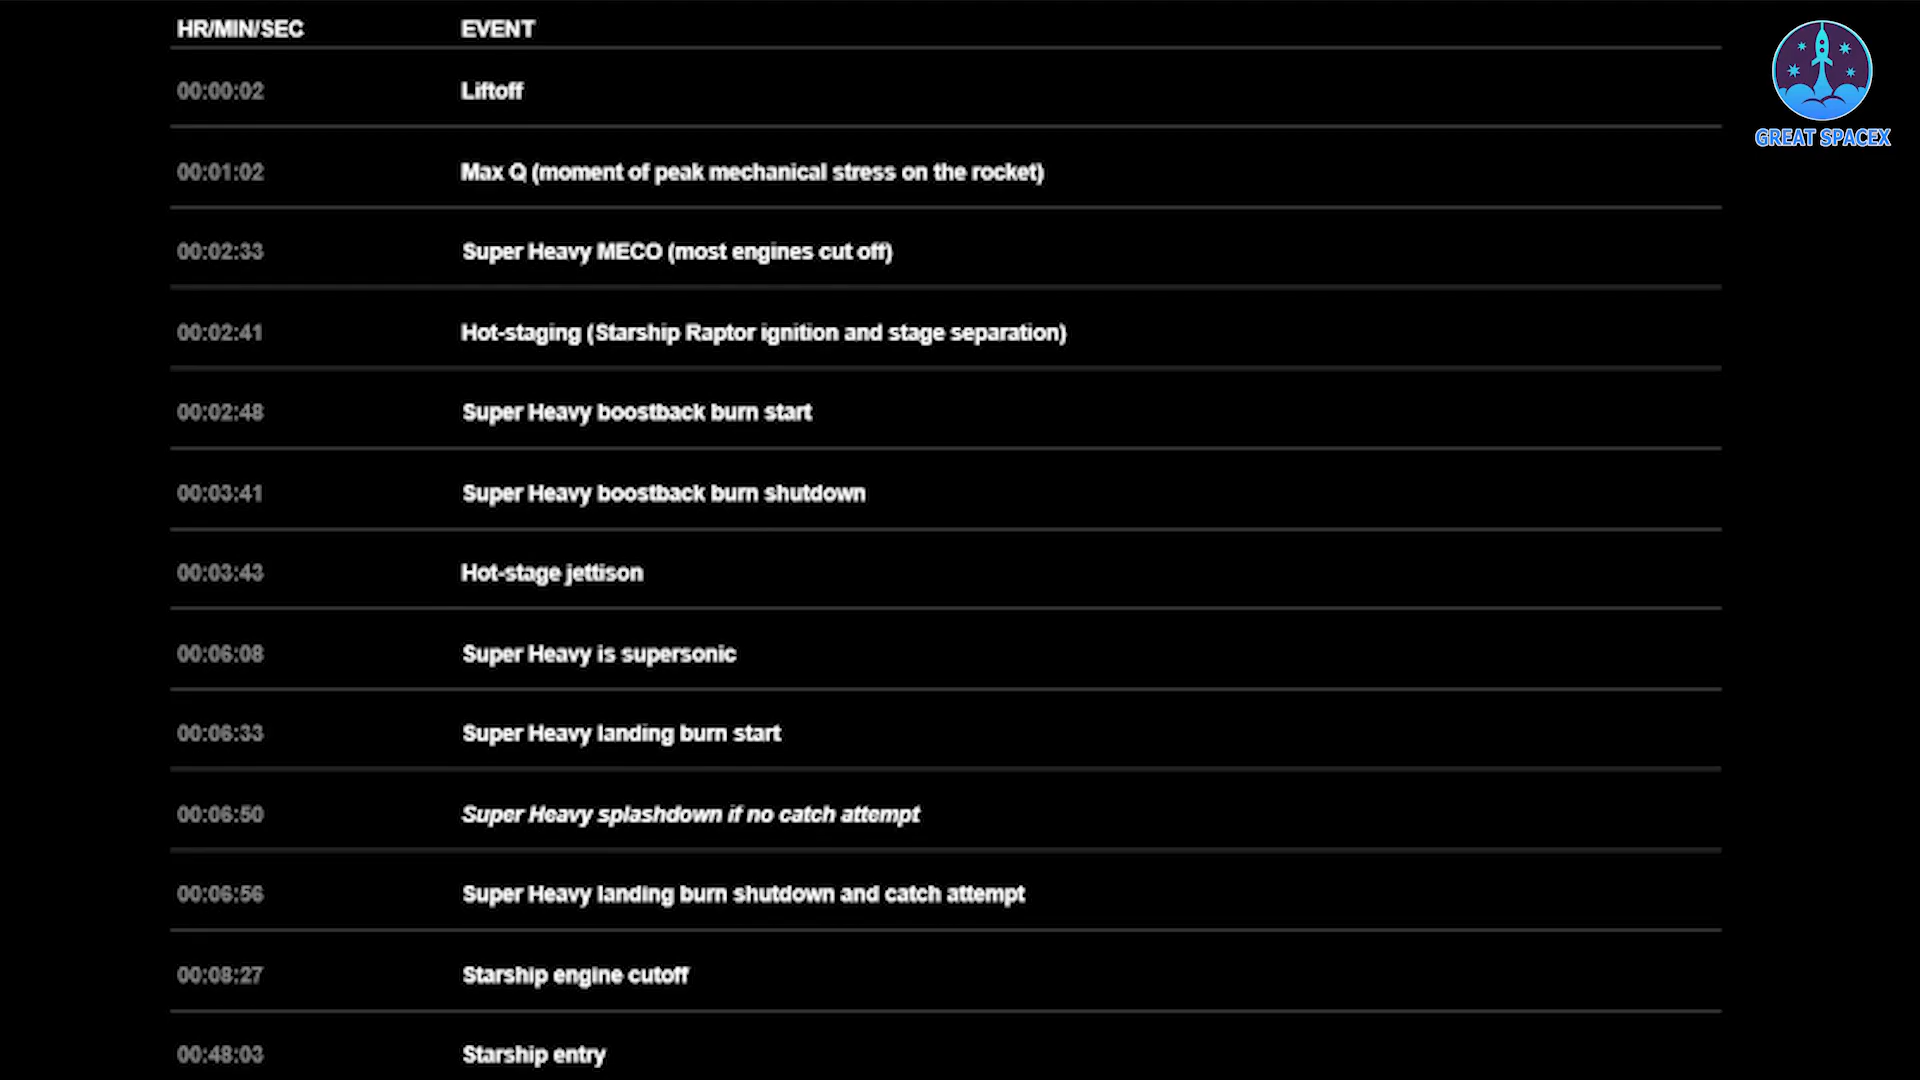 HR/MIN/SEC EVENT
00:00:02 Liftoff
00:01:02 Max Q (moment of peak mechanical stress on the rocket)
00:02:33 Super Heavy MECO (most engines cut off)
00:02:41 Hot-staging (Starship Raptor ignition and stage separation)
00:02:48 Super Heavy boostback burn start
00:03:41 Super Heavy boostback burn shutdown
00:03:43 Hot-stage jettison
00:06:08 Super Heavy is supersonic
00:06:33 Super Heavy landing burn start
00:06:50 Super Heavy splashdown if no catch attempt
00:06:56 Super Heavy landing burn shutdown and catch attempt
00:08:27 Starship engine cutoff
00:48:03 Starship entry
GREAT SPACEX